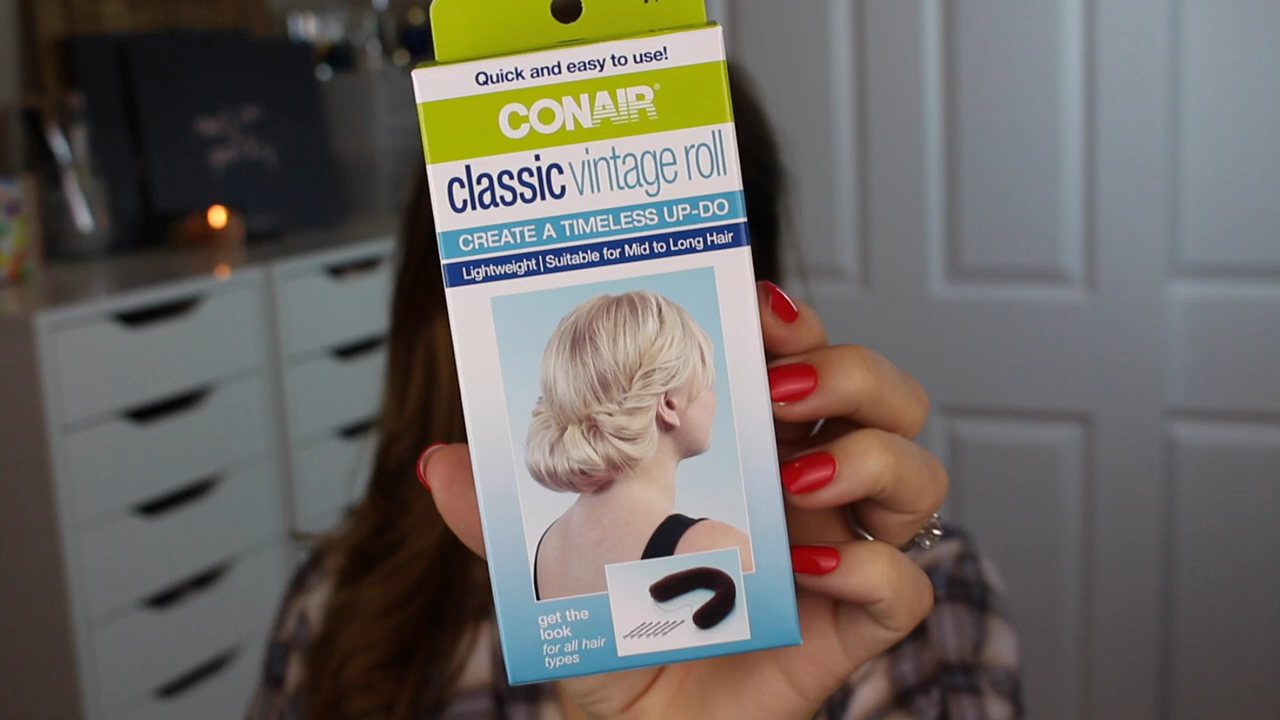 Quick and easy to use!
CONAIR®
classic vintage roll
CREATE A TIMELESS UP-DO
Lightweight | Suitable for Mid to Long Hair
get the
look
for all hair
types